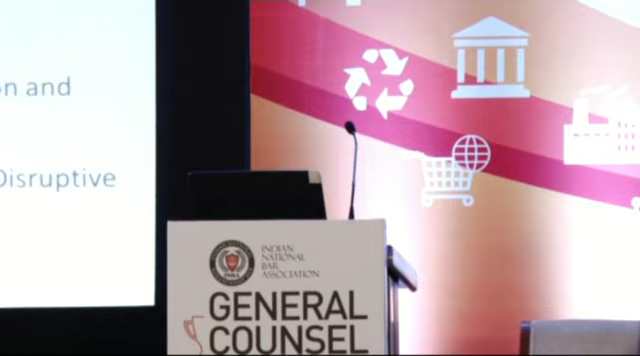 on and
Disruptive
INDIAN
NATIONAL
BAR
ASSOCIATION
GENERAL
COUNSEL